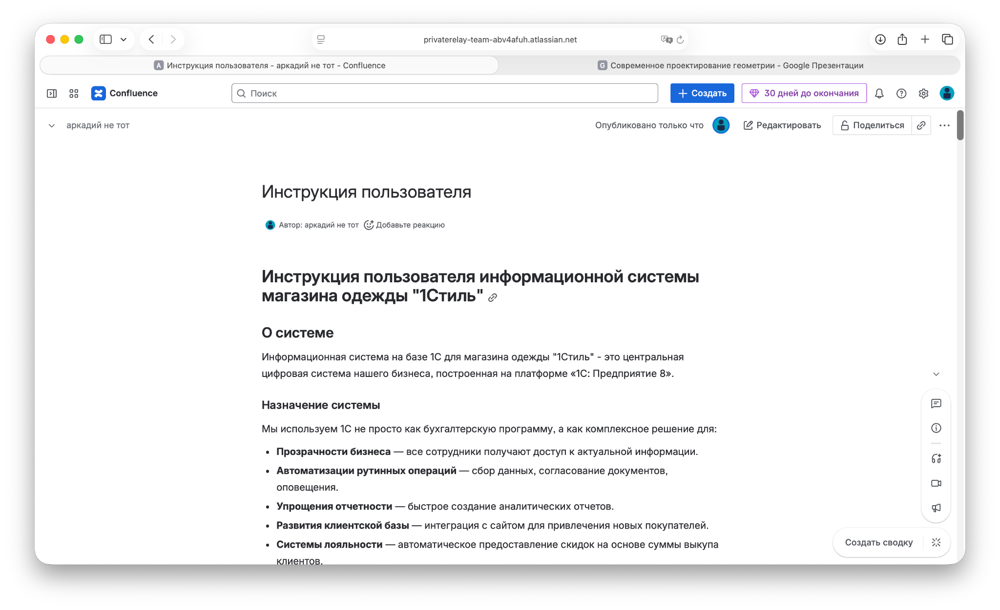 privaterelay-team-abv4afuh.atlassian.net
A Инструкция пользователя - аркадий не тот - Confluence
G Современное проектирование геометрии - Google Презентации
Confluence
Поиск
Создать
30 дней до окончания
аркадий не тот
Опубликовано только что
Редактировать
Поделиться
Инструкция пользователя
Автор: аркадий не тот
Добавьте реакцию
Инструкция пользователя информационной системы
магазина одежды "1Стиль"
О системе
Информационная система на базе 1С для магазина одежды "1Стиль" - это центральная
цифровая система нашего бизнеса, построенная на платформе «1С: Предприятие 8».
Назначение системы
Мы используем 1С не просто как бухгалтерскую программу, а как комплексное решение для:
• Прозрачности бизнеса — все сотрудники получают доступ к актуальной информации.
• Автоматизации рутинных операций — сбор данных, согласование документов,
оповещения.
• Упрощения отчетности — быстрое создание аналитических отчетов.
• Развития клиентской базы — интеграция с сайтом для привлечения новых покупателей.
• Системы лояльности — автоматическое предоставление скидок на основе суммы выкупа
клиентов.
Создать сводку